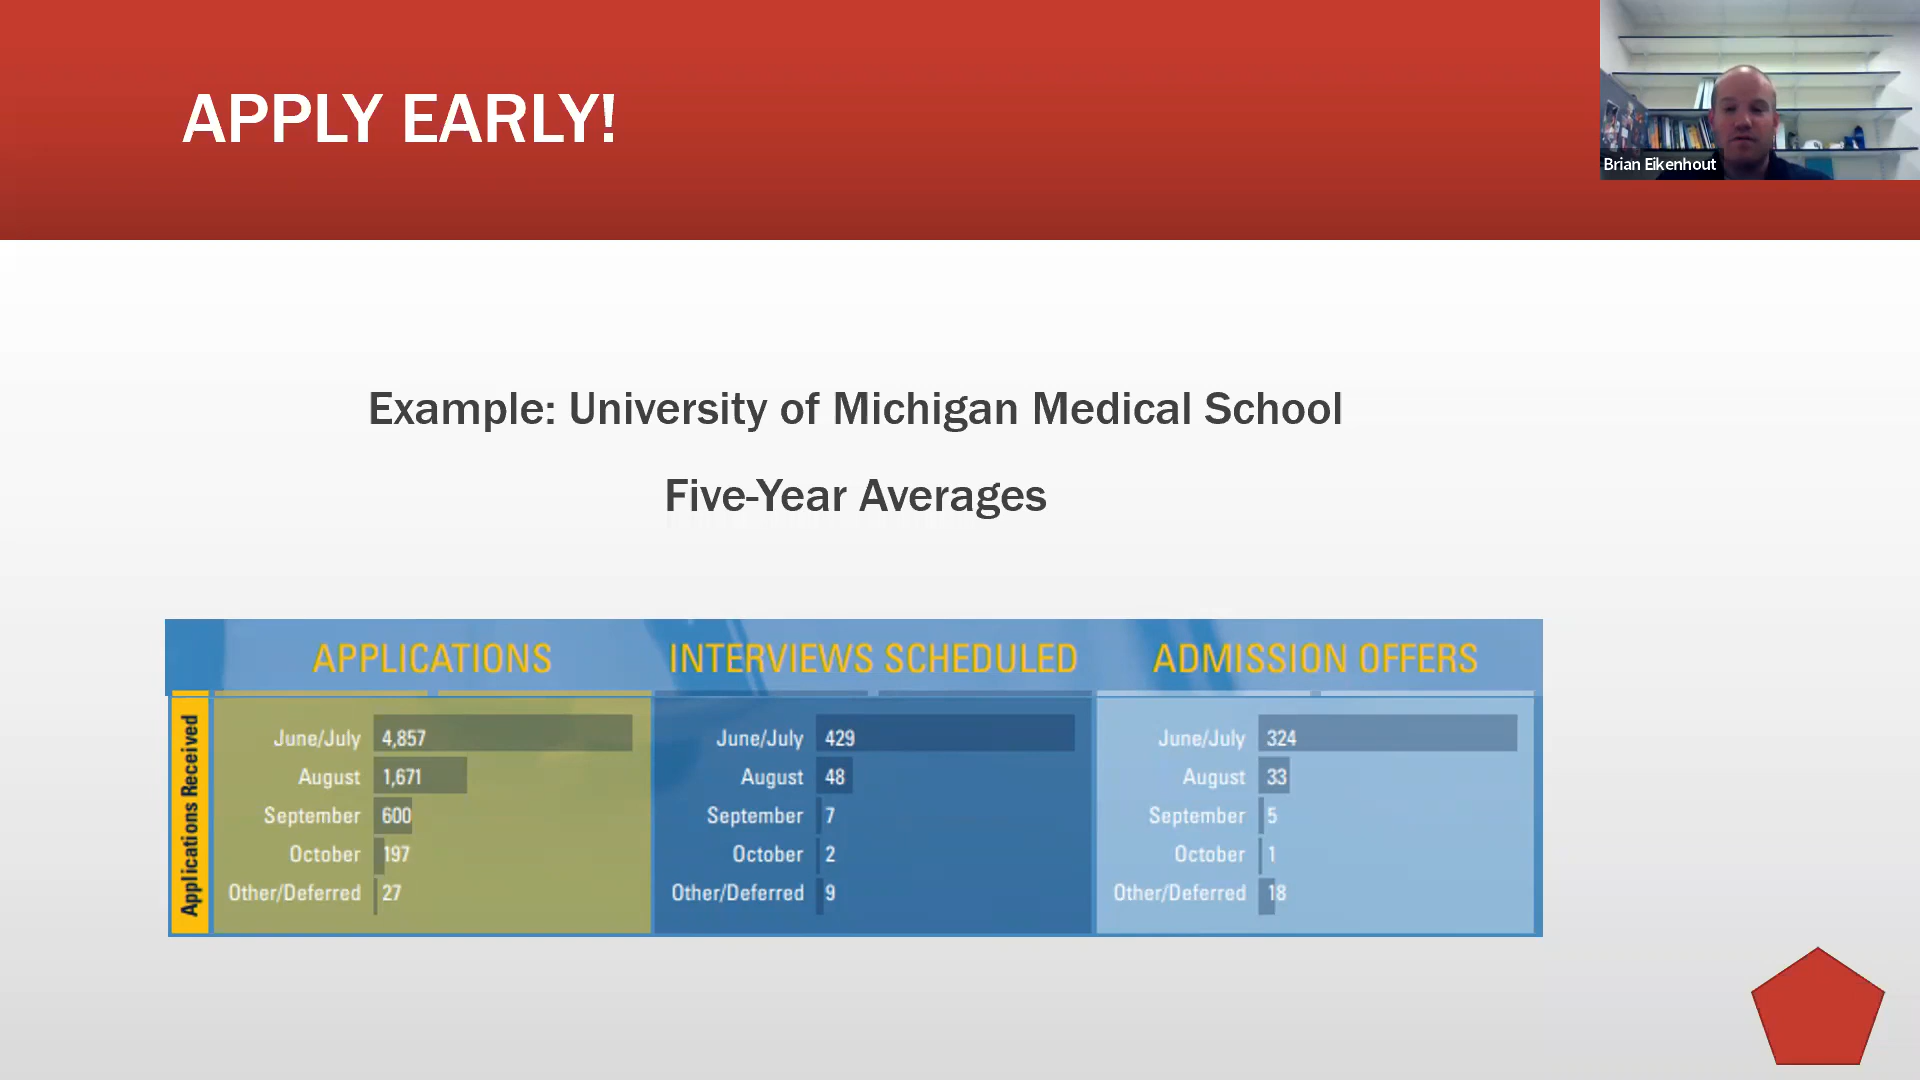 APPLY EARLY!
Brian Eikenhout
Example: University of Michigan Medical School
Five-Year Averages
APPLICATIONS
INTERVIEWS SCHEDULED
ADMISSION OFFERS
Applications Received
June/July 4,857
August 1,671
September 600
October 197
Other/Deferred 27
June/July 429
August 48
September 7
October 2
Other/Deferred 9
June/July 324
August 33
September 5
October 1
Other/Deferred 18